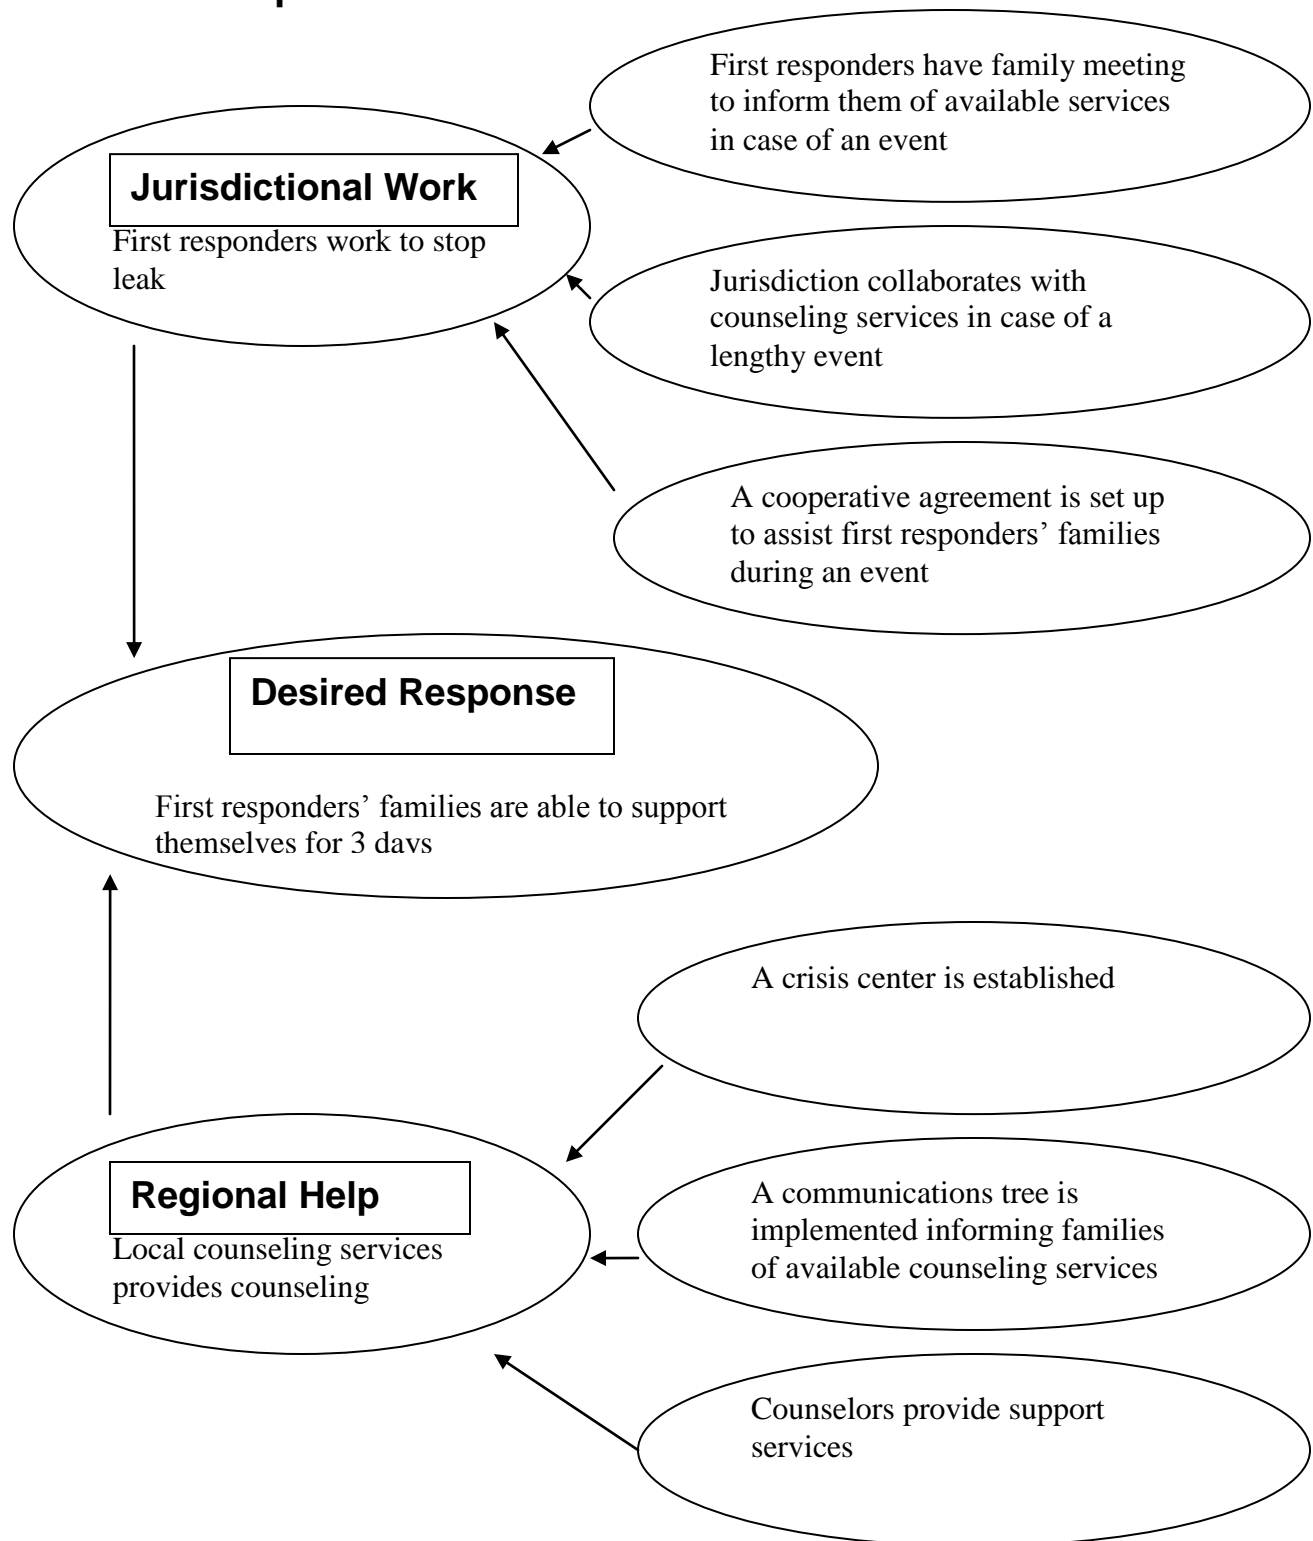 First responders have family meeting
to inform them of available services
in case of an event
Jurisdictional Work
First responders work to stop
leak
Jurisdiction collaborates with
counseling services in case of a
lengthy event
A cooperative agreement is set up
to assist first responders’ families
during an event
Desired Response
First responders’ families are able to support
themselves for 3 days
A crisis center is established
Regional Help
Local counseling services
provides counseling
A communications tree is
implemented informing families
of available counseling services
Counselors provide support
services